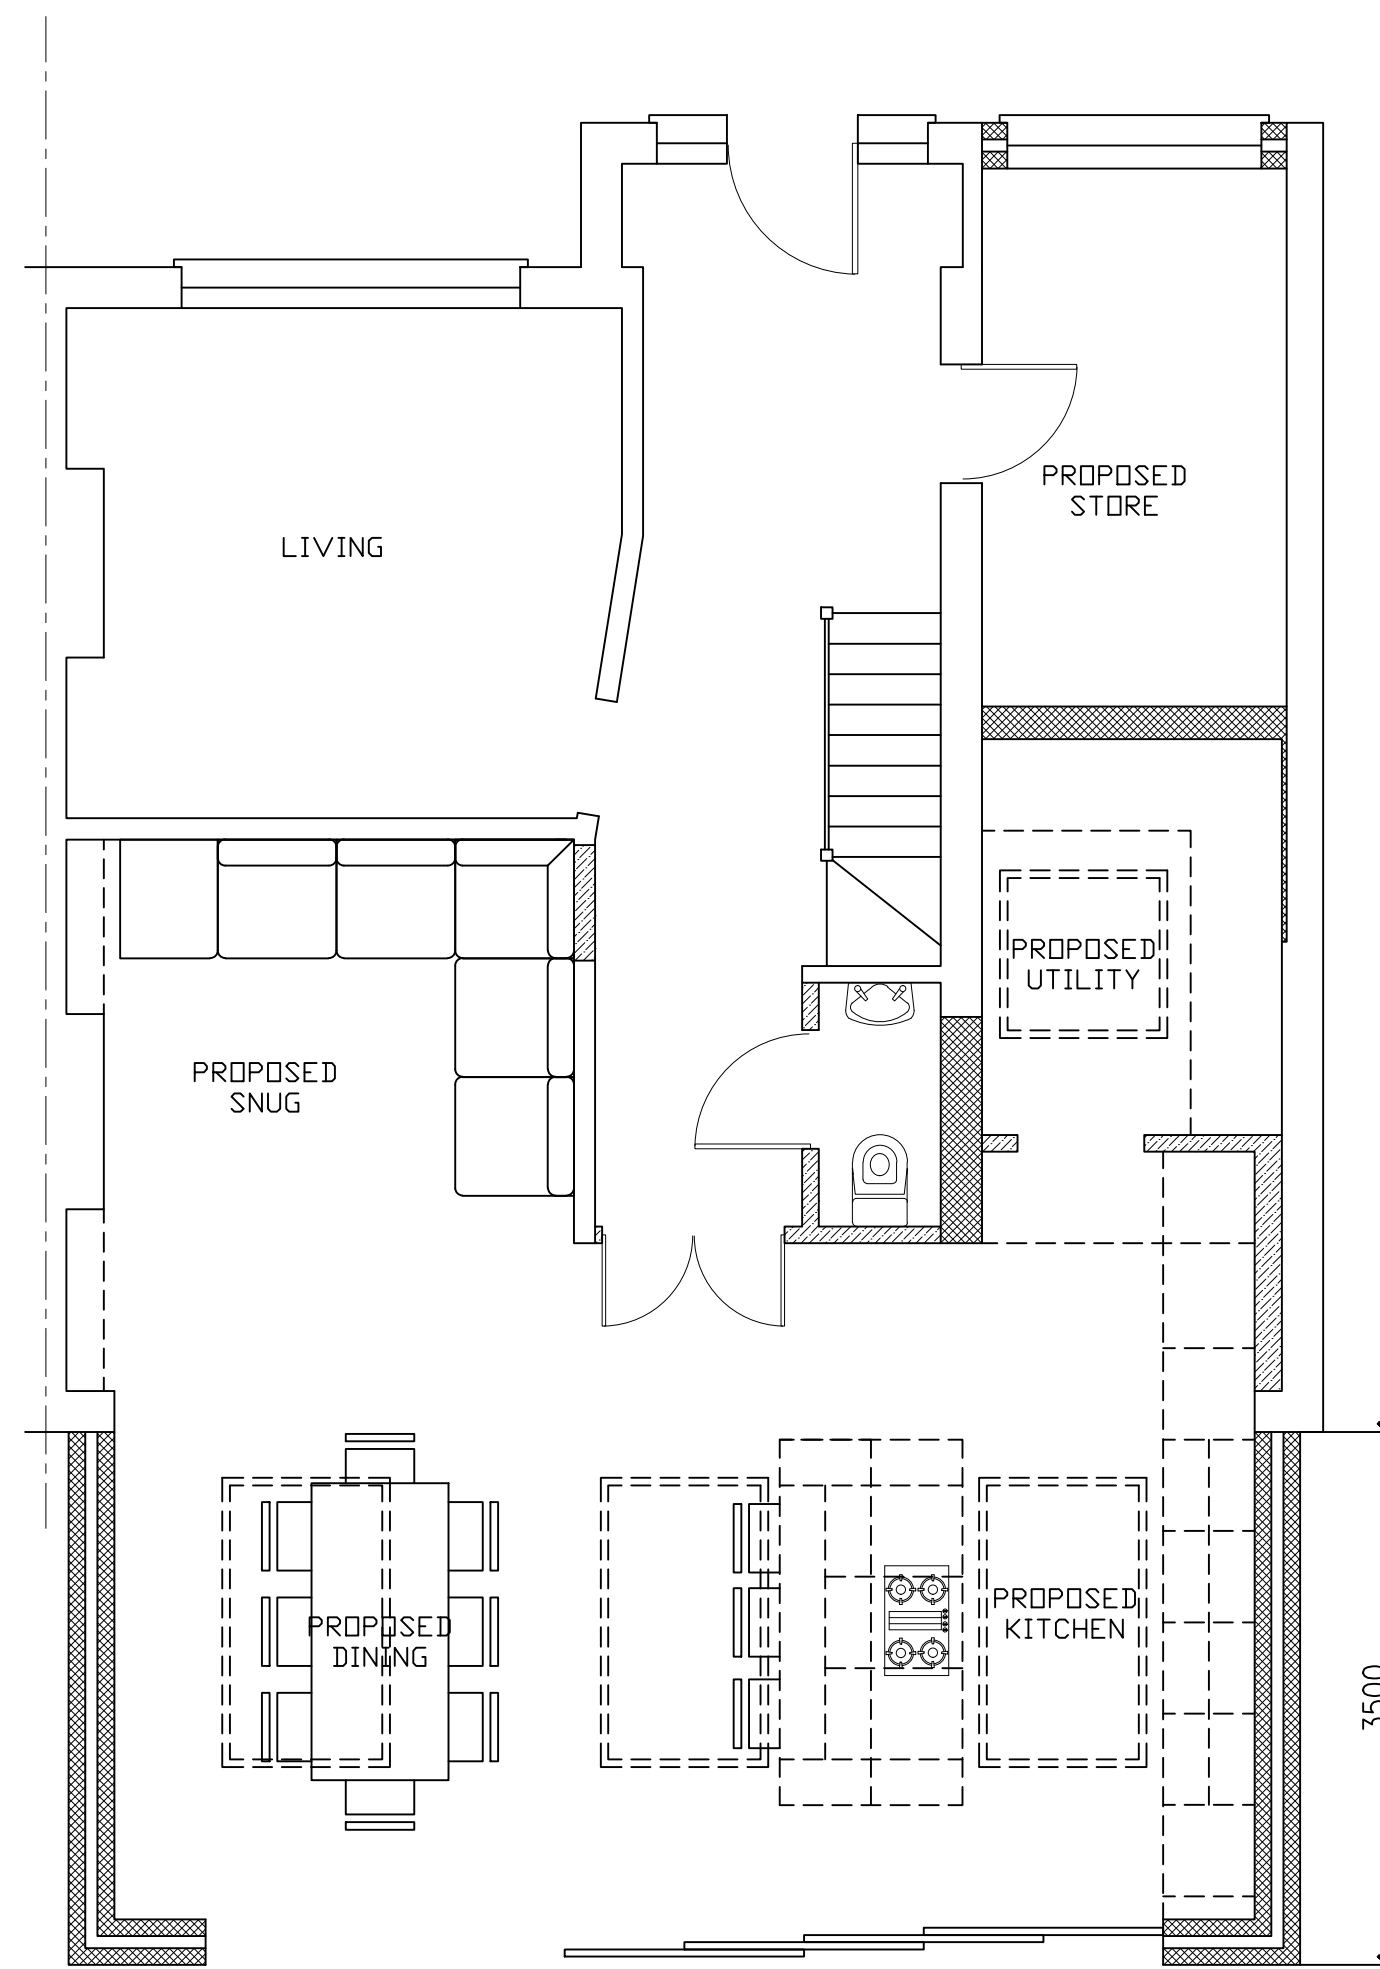 PROPOSED
STORE
LIVING
PROPOSED
UTILITY
PROPOSED
SNUG
PROPOSED
DINING
PROPOSED
KITCHEN
3500